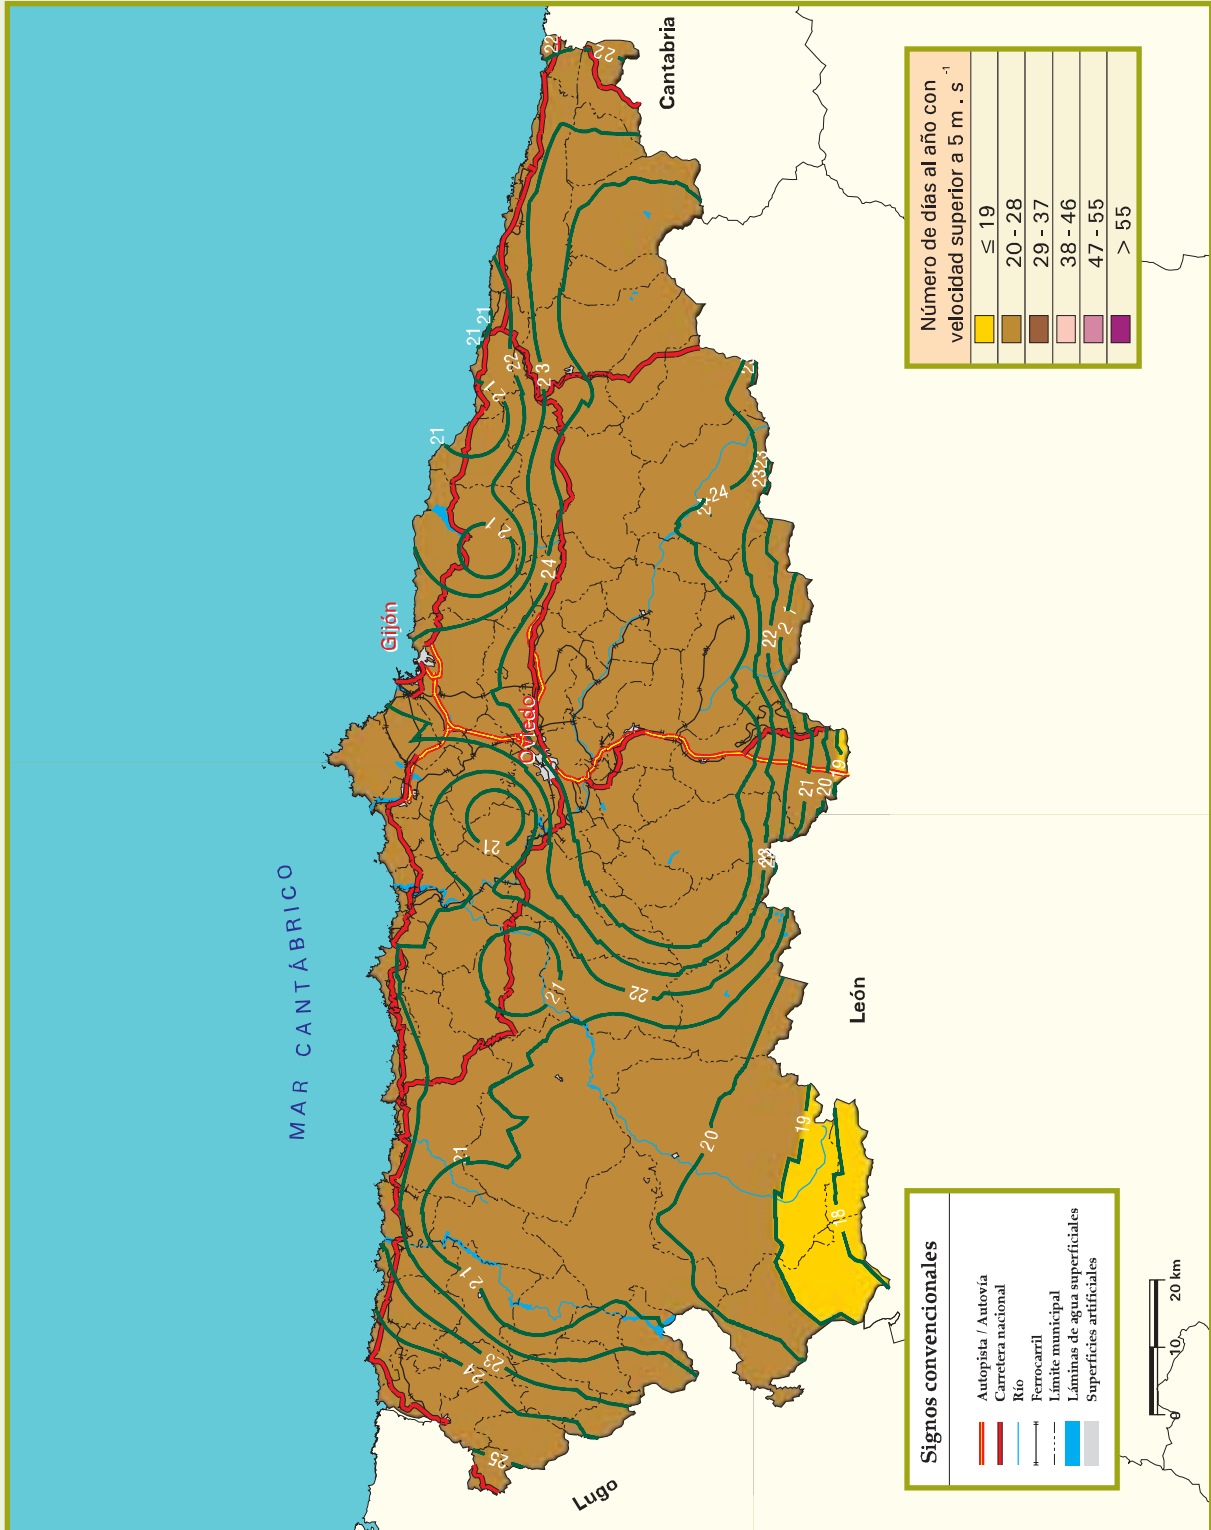 MAR CANTÁBRICO
Gijón
Oviedo
Cantabria
León
Lugo
22
22
21
21
21
21
21
22
23
21
24
24
24
23
23
22
21
21
20
19
21
21
22
23
20
19
18
21
21
23
24
25
Número de días al año con
velocidad superior a 5 m . s -1
≤ 19
20 - 28
29 - 37
38 - 46
47 - 55
> 55
Signos convencionales
Autopista / Autovía
Carretera nacional
Río
Ferrocarril
Límite municipal
Láminas de agua superficiales
Superficies artificiales
0 10 20 km